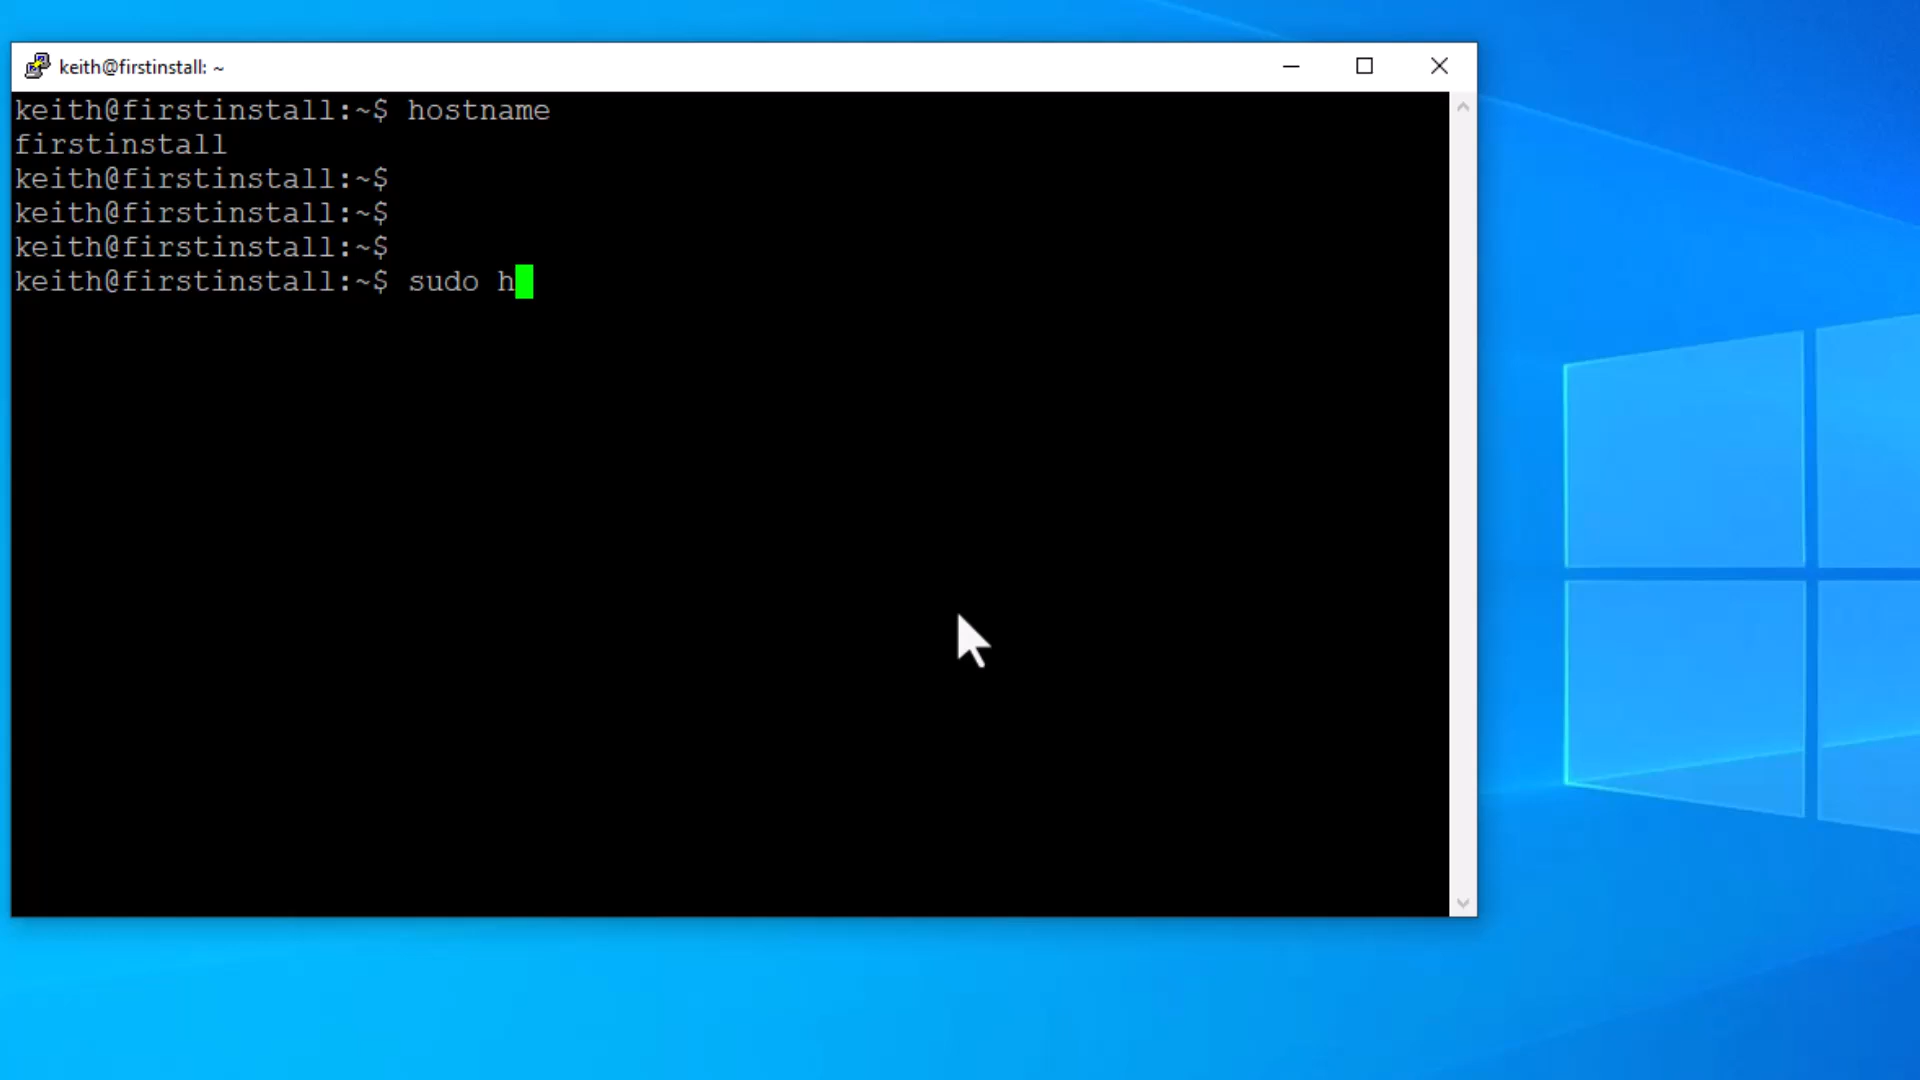 keith@firstinstall: ~
keith@firstinstall:~$ hostname
firstinstall
keith@firstinstall:~$
keith@firstinstall:~$
keith@firstinstall:~$
keith@firstinstall:~$ sudo h